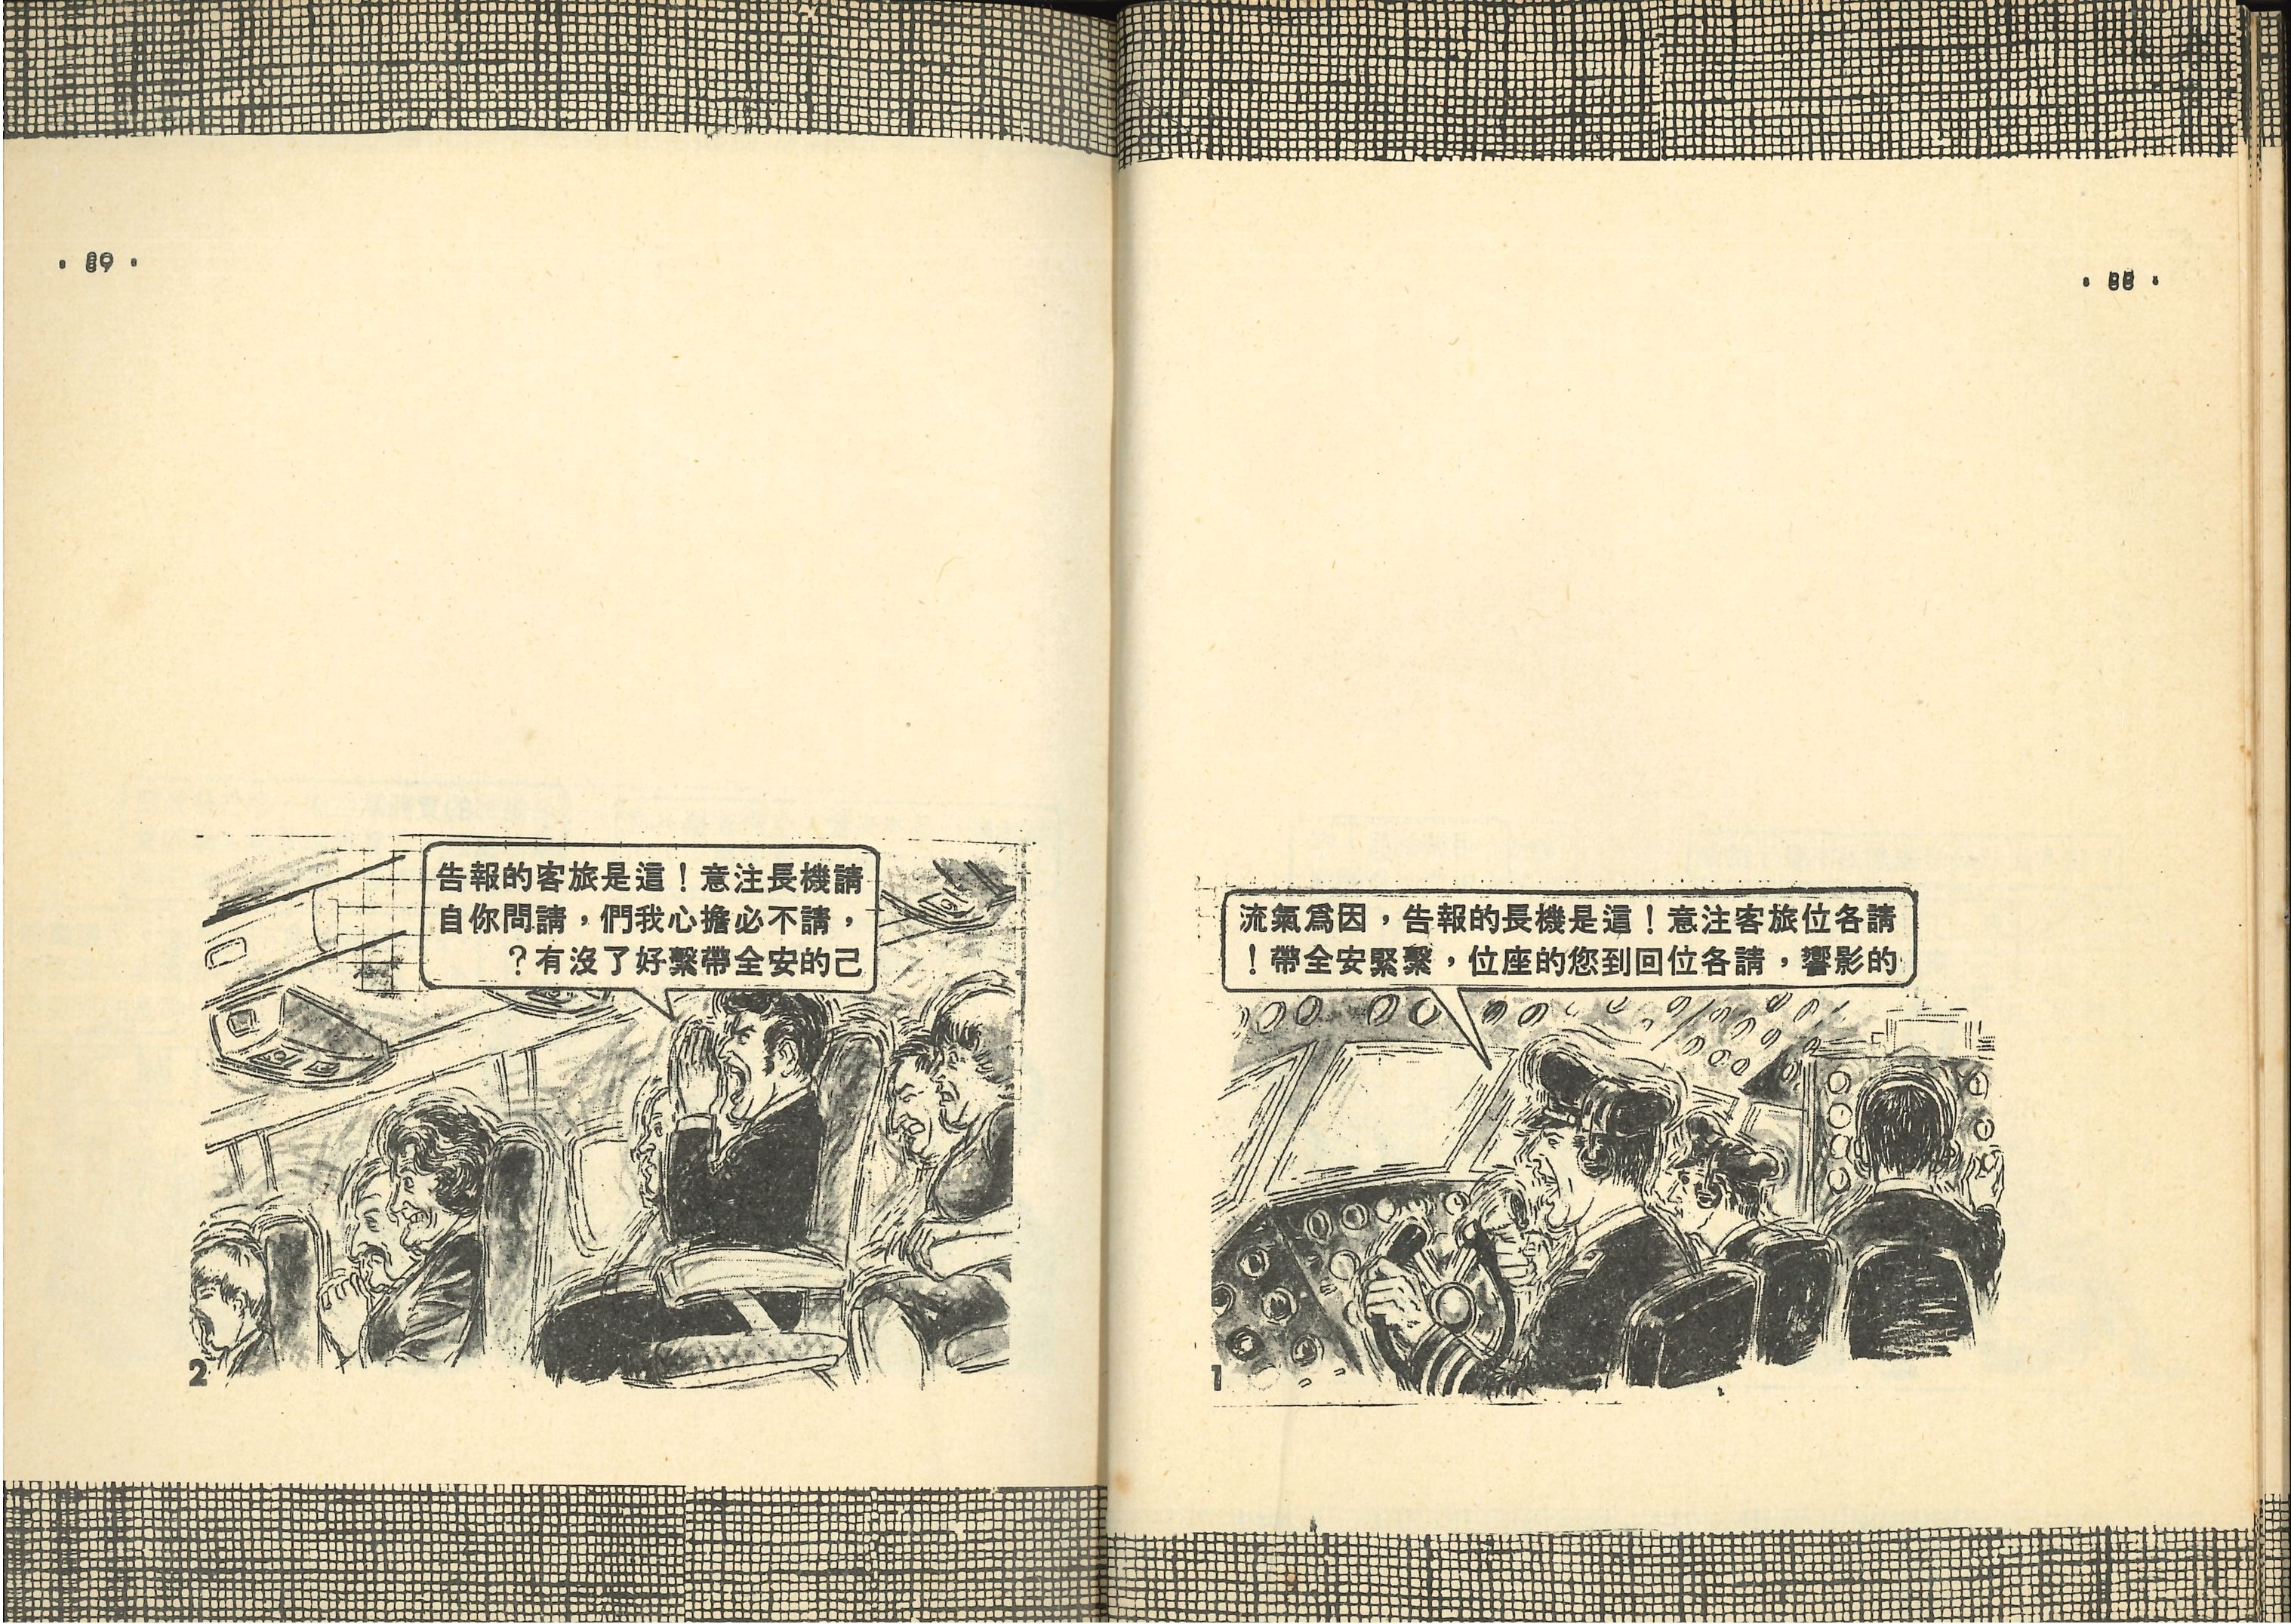 • 88 •
請各位旅客注意！這是機長的報告，因爲氣流
的影響，請各位回到您的座位，繫緊安全帶！
1
• 89 •
請機長注意！這是旅客的報告
，請不必擔心我們，請問你自
己的安全帶繫好了沒有？
2